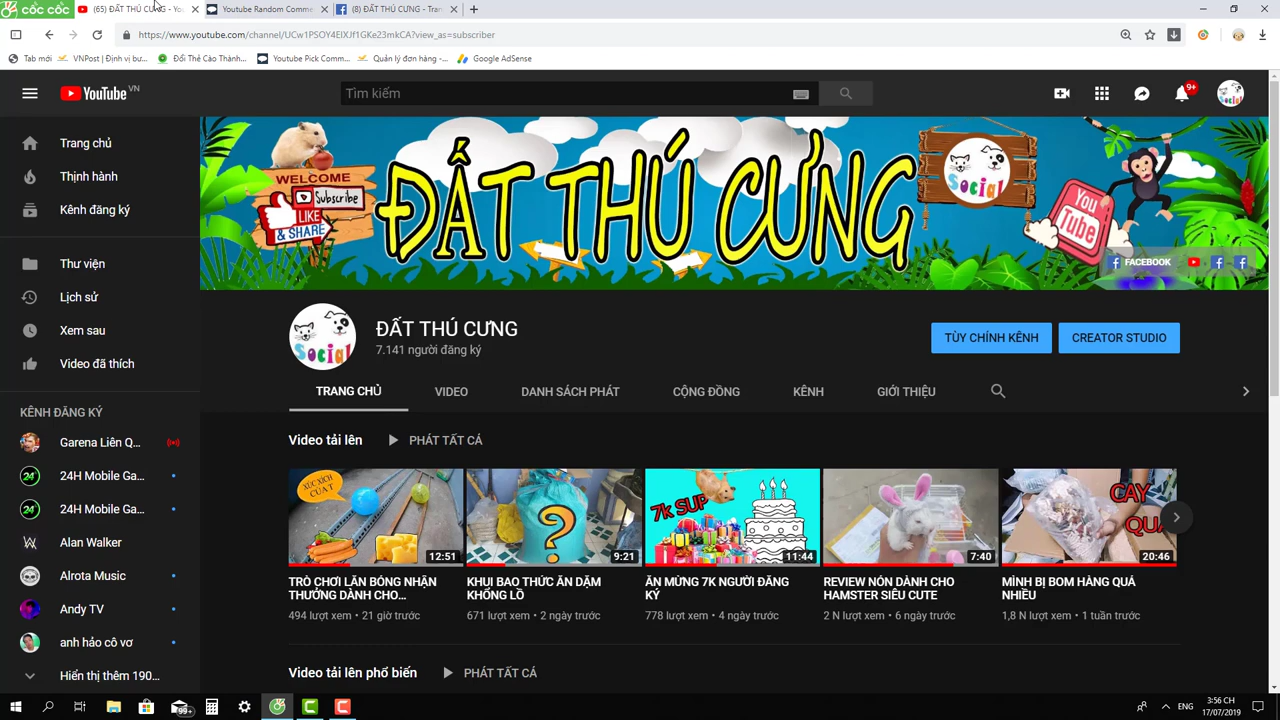 CỐC CỐC
(65) ĐẤT THÚ CƯNG - You
Youtube Random Comme
(8) ĐẤT THÚ CƯNG - Tran
https://www.youtube.com/channel/UCw1PSOY4ElXJf1GKe23mkCA?view_as=subscriber
Tab mới
VNPost | Định vị bư...
Đổi Thẻ Cào Thành...
Youtube Pick Comm...
Quản lý đơn hàng -...
Google AdSense
YouTube VN
Tìm kiếm
9+
Social
Trang chủ
Thịnh hành
Kênh đăng ký
Thư viện
Lịch sử
Xem sau
Video đã thích
KÊNH ĐĂNG KÝ
Garena Liên Q...
24H Mobile Ga...
24H Mobile Ga...
Alan Walker
Alrota Music
Andy TV
anh hảo cô vơ
Hiển thị thêm 190...
WELCOME
Subscribe
LIKE
& SHARE
ĐẤT THÚ CƯNG
Social
You
Tube
FACEBOOK
Social
ĐẤT THÚ CƯNG
7.141 người đăng ký
TÙY CHỈNH KÊNH
CREATOR STUDIO
TRANG CHỦ
VIDEO
DANH SÁCH PHÁT
CỘNG ĐỒNG
KÊNH
GIỚI THIỆU
Video tải lên
PHÁT TẤT CẢ
XÚC XÍCH
CỦA T
12:51
?
9:21
7k SUP
11:44
7:40
CAY
QUÁ
20:46
TRÒ CHƠI LĂN BÓNG NHẬN
THƯỞNG DÀNH CHO...
494 lượt xem • 21 giờ trước
KHUI BAO THỨC ĂN DẶM
KHỔNG LỒ
671 lượt xem • 2 ngày trước
ĂN MỪNG 7K NGƯỜI ĐĂNG
KÝ
778 lượt xem • 4 ngày trước
REVIEW NÓN DÀNH CHO
HAMSTER SIÊU CUTE
2 N lượt xem • 6 ngày trước
MÌNH BỊ BOM HÀNG QUÁ
NHIỀU
1,8 N lượt xem • 1 tuần trước
Video tải lên phổ biến
PHÁT TẤT CẢ
99+
ENG
3:56 CH
17/07/2019